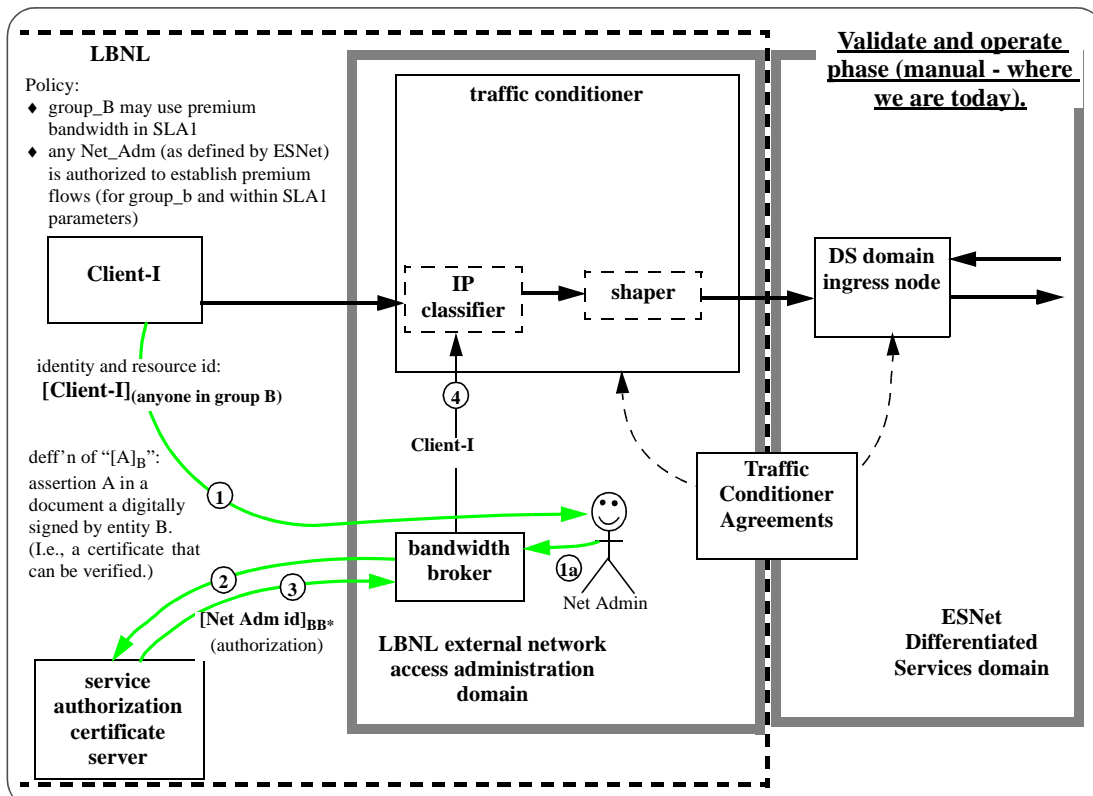 LBNL
Policy:
♦ group_B may use premium
bandwidth in SLA1
♦ any Net_Adm (as defined by ESNet)
is authorized to establish premium
flows (for group_b and within SLA1
parameters)
traffic conditioner
Validate and operate
phase (manual - where
we are today).
Client-I
IP
classifier
shaper
DS domain
ingress node
identity and resource id:
[Client-I](anyone in group B)
4
Client-I
deff'n of “[A]B”:
assertion A in a
document a digitally
signed by entity B.
(I.e., a certificate that
can be verified.)
1
Traffic
Conditioner
Agreements
bandwidth
broker
1a
Net Admin
2
3
[Net Adm id]BB*
(authorization)
LBNL external network
access administration
domain
ESNet
Differentiated
Services domain
service
authorization
certificate
server